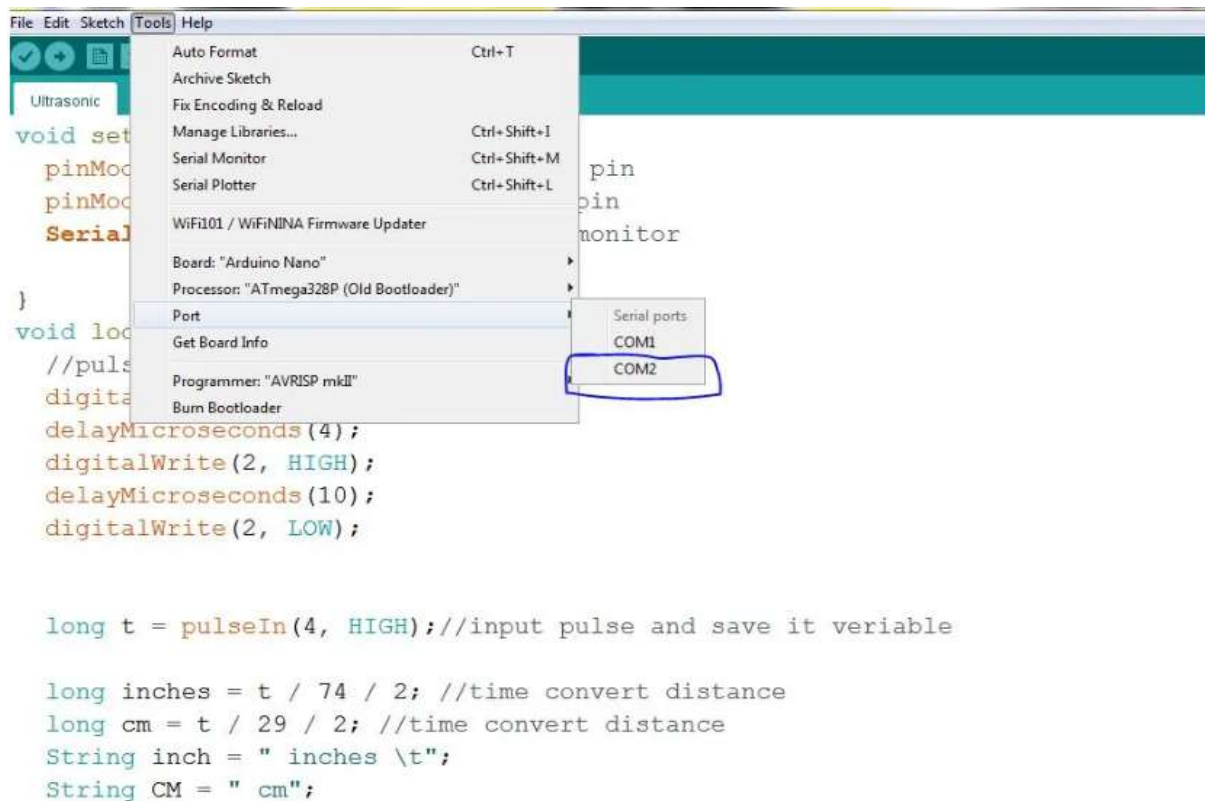 File Edit Sketch Tools Help
Auto Format Ctrl+T
Archive Sketch
Ultrasonic
Fix Encoding & Reload
void set
Manage Libraries... Ctrl+Shift+I
pinMod
Serial Monitor Ctrl+Shift+M
pin
Serial Plotter Ctrl+Shift+L
pinMod
pin
WiFi101 / WiFiNINA Firmware Updater
Serial
monitor
Board: "Arduino Nano"
Processor: "ATmega328P (Old Bootloader)"
}
Port
Serial ports
void loo
Get Board Info
COM1
//puls
COM2
Programmer: "AVRISP mkII"
digita
Burn Bootloader
delayMicroseconds(4);
digitalWrite(2, HIGH);
delayMicroseconds(10);
digitalWrite(2, LOW);
long t = pulseIn(4, HIGH);//input pulse and save it veriable
long inches = t / 74 / 2; //time convert distance
long cm = t / 29 / 2; //time convert distance
String inch = " inches \t";
String CM = " cm";